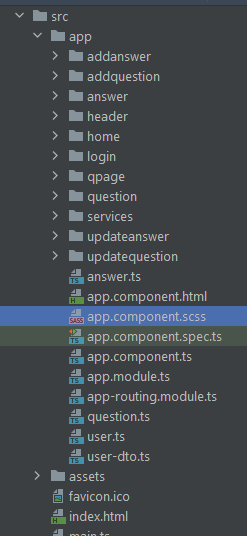 src
app
addanswer
addquestion
answer
header
home
login
qpage
question
services
updateanswer
updatequestion
answer.ts
app.component.html
app.component.scss
app.component.spec.ts
app.component.ts
app.module.ts
app-routing.module.ts
question.ts
user.ts
user-dto.ts
assets
favicon.ico
index.html
main.ts